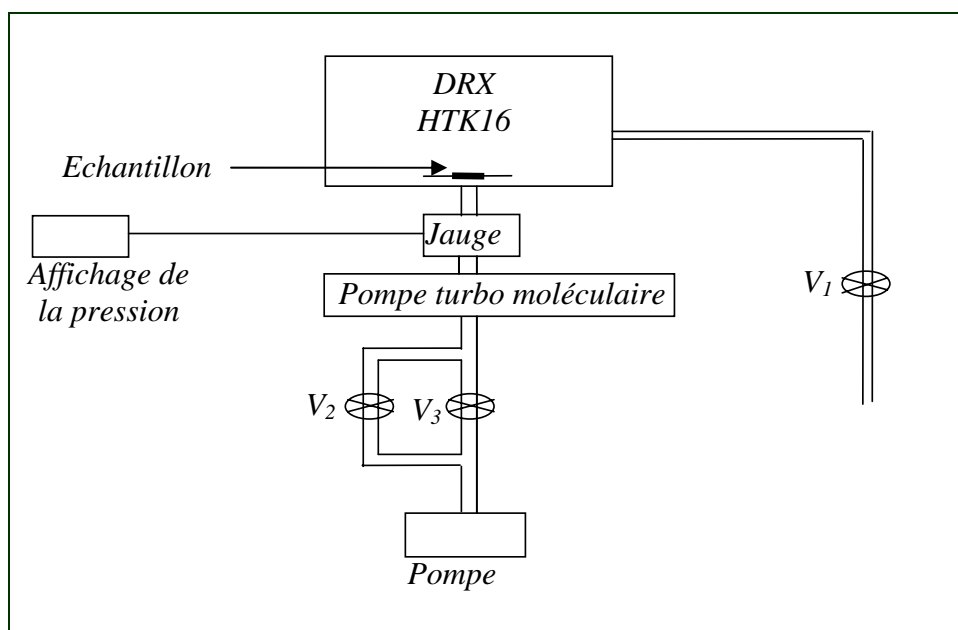 DRX
HTK16
Echantillon
Jauge
Affichage de
la pression
Pompe turbo moléculaire
V1
V2
V3
Pompe